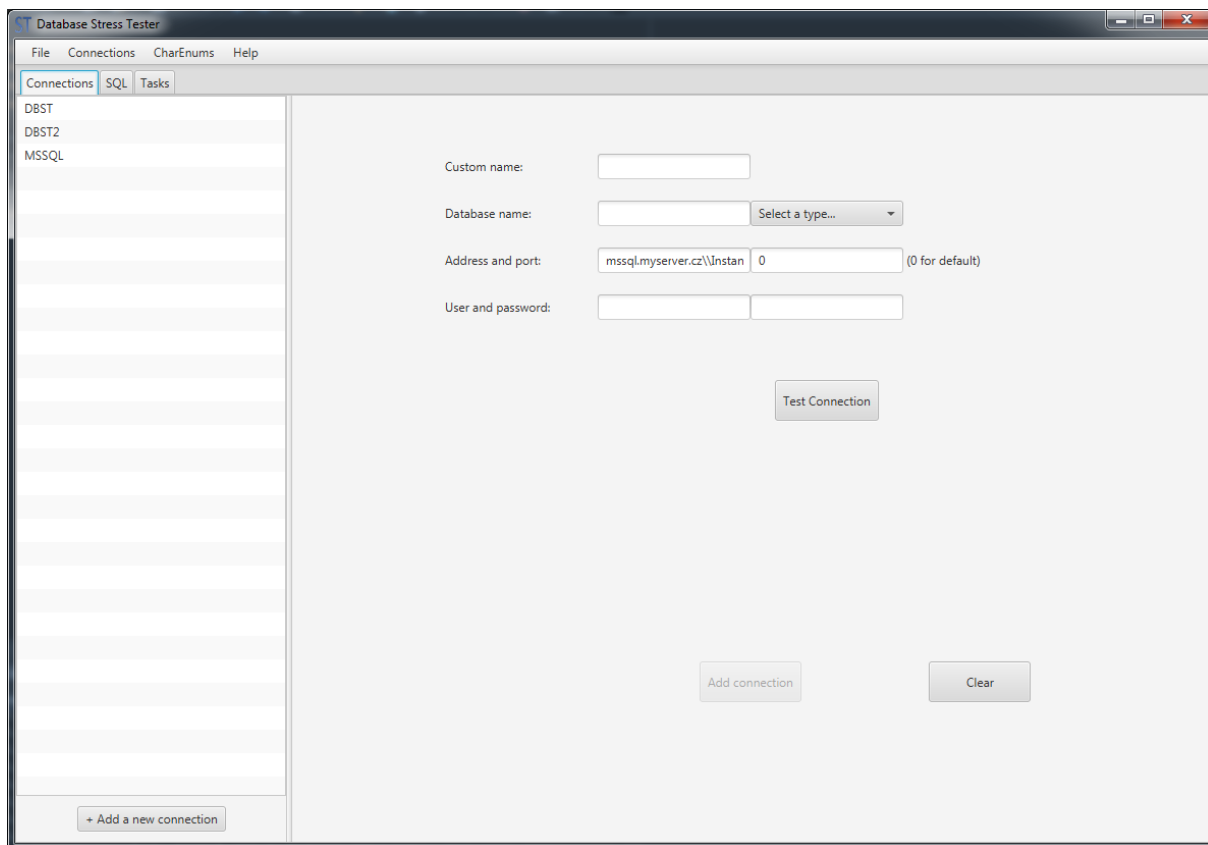 ST Database Stress Tester
File Connections CharEnums Help
Connections SQL Tasks
DBST
DBST2
MSSQL
Custom name:
Database name: Select a type...
Address and port: mssql.myserver.cz\\Instan 0 (0 for default)
User and password:
Test Connection
Add connection Clear
+ Add a new connection